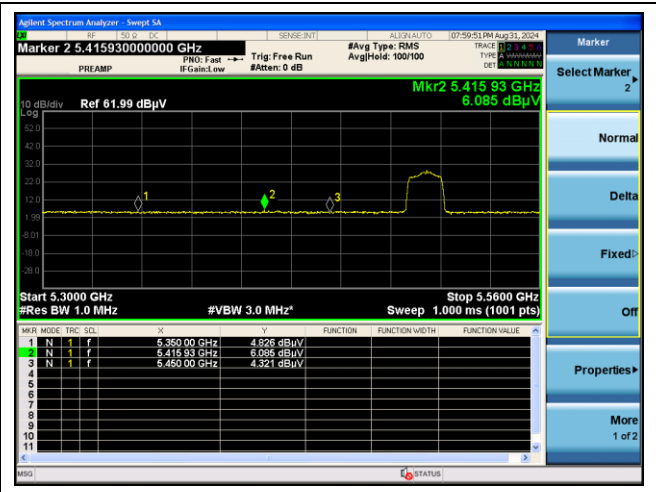 Agilent Spectrum Analyzer - Swept SA
RF 50 Ω DC SENSE:INT ALIGN AUTO 07:59:51 PM Aug 31, 2024
Marker 2 5.415930000000 GHz
PREAMP
PNO: Fast
IFGain:Low
Trig: Free Run
#Atten: 0 dB
#Avg Type: RMS
Avg|Hold: 100/100
TRACE 1 2 3 4 5 6
TYPE A
DET A N N N N N
Mkr2 5.415 93 GHz
6.085 dBµV
10 dB/div Ref 61.99 dBµV
Log
52.0
42.0
32.0
22.0
12.0
1.99
-8.01
-18.0
-28.0
1
2
3
Start 5.3000 GHz
Stop 5.5600 GHz
#Res BW 1.0 MHz
#VBW 3.0 MHz*
Sweep 1.000 ms (1001 pts)
MKR MODE TRC SCL X Y FUNCTION FUNCTION WIDTH FUNCTION VALUE
1 N 1 f 5.350 00 GHz 4.826 dBµV
2 N 1 f 5.415 93 GHz 6.085 dBµV
3 N 1 f 5.450 00 GHz 4.321 dBµV
4
5
6
7
8
9
10
11
MSG
STATUS
Marker
Select Marker
2
Normal
Delta
Fixed
Off
Properties
More
1 of 2